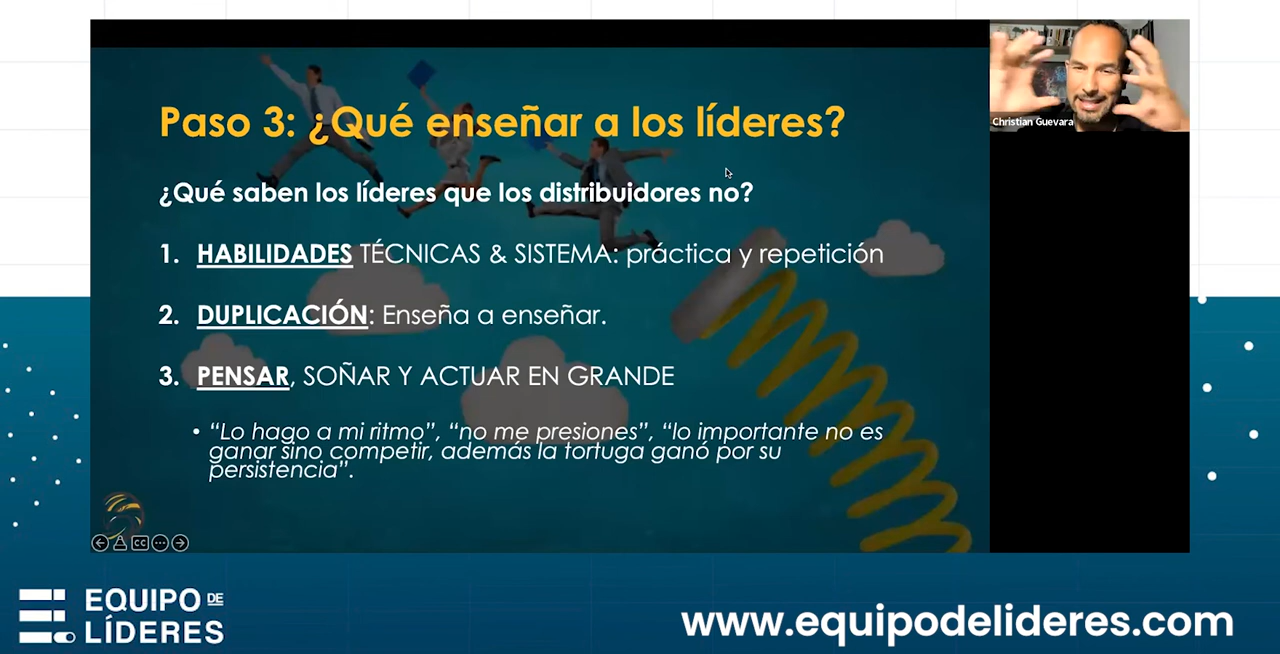 Paso 3: ¿Qué enseñar a los líderes?
Christian Guevara
¿Qué saben los líderes que los distribuidores no?
1. HABILIDADES TÉCNICAS & SISTEMA: práctica y repetición
2. DUPLICACIÓN: Enseña a enseñar.
3. PENSAR, SOÑAR Y ACTUAR EN GRANDE
• “Lo hago a mi ritmo”, “no me presiones”, “lo importante no es
ganar sino competir, además la tortuga ganó por su
persistencia”.
CC
EQUIPO DE
LÍDERES
www.equipodelideres.com